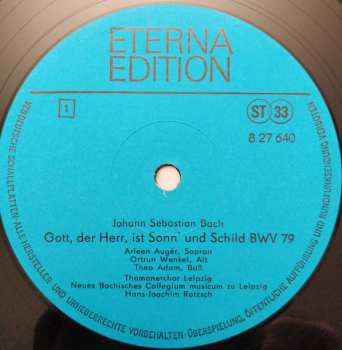 ETERNA
EDITION
1
ST 33
8 27 640
Johann Sebastian Bach
Gott, der Herr, ist Sonn' und Schild BWV 79
Arleen Augér, Sopran
Ortrun Wenkel, Alt
Theo Adam, Baß
Thomanerchor Leipzig
Neues Bachisches Collegium musicum zu Leipzig
Hans-Joachim Rotzsch
VEB DEUTSCHE SCHALLPLATTEN · ALLE HERSTELLER- UND URHEBERRECHTE VORBEHALTEN · ÜBERSPIELUNG, ÖFFENTLICHE AUFFÜHRUNG UND RUNDFUNKSENDUNG VERBOTEN